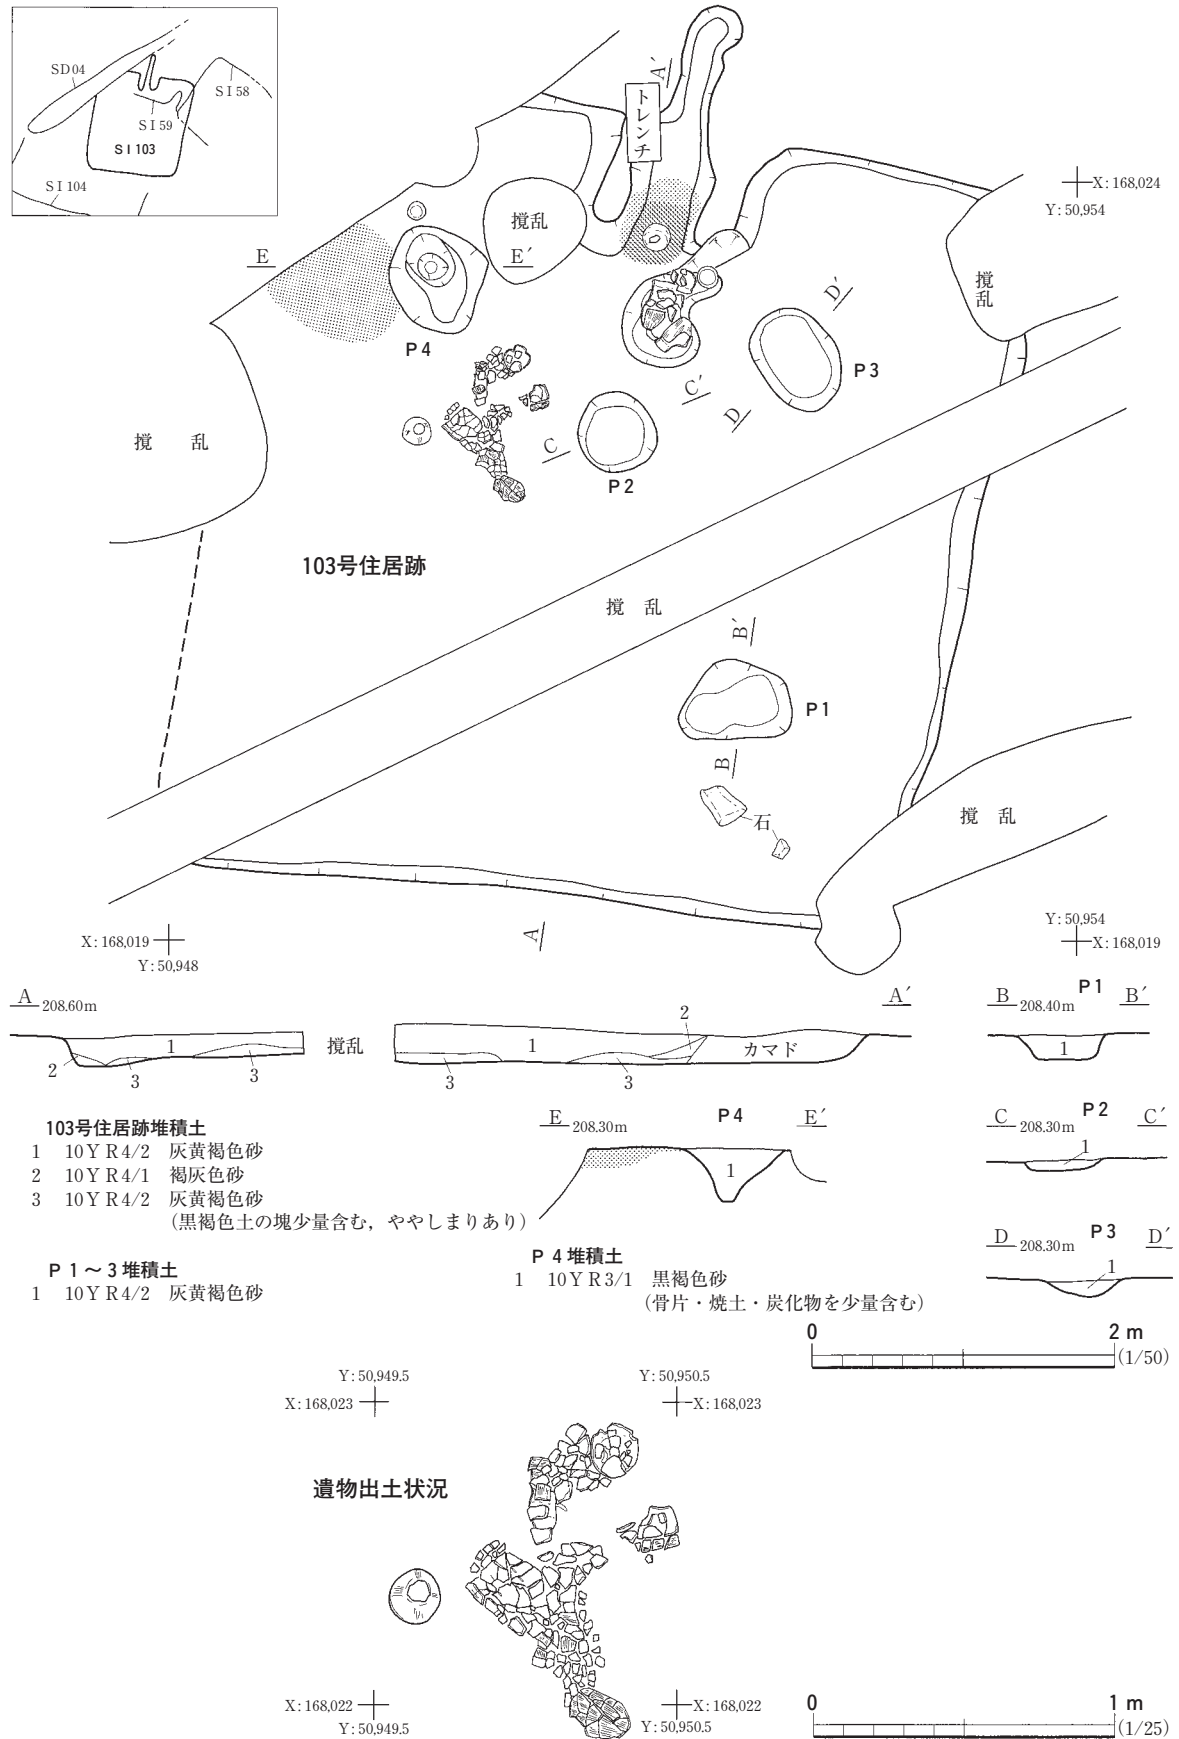 SD04
SI58
SI59
SI103
SI104
A′
トレンチ
X:168,024
Y:50,954
撹乱
E
E′
撹乱
D′
P4
P3
C′
D
C
P2
撹 乱
103号住居跡
撹 乱
B′
P1
B
石
撹 乱
A
X:168,019
Y:50,948
Y:50,954
X:168,019
A 208.60m
A′
2
1
撹乱
1
カマド
2
3
3
3
3
B 208.40m
P1
B′
1
103号住居跡堆積土
1 10YR4/2 灰黄褐色砂
2 10YR4/1 褐灰色砂
3 10YR4/2 灰黄褐色砂
(黒褐色土の塊少量含む，ややしまりあり)
P1～3堆積土
1 10YR4/2 灰黄褐色砂
E 208.30m
P4
E′
1
P4堆積土
1 10YR3/1 黒褐色砂
(骨片・焼土・炭化物を少量含む)
C 208.30m
P2
C′
1
D 208.30m
P3
D′
1
0 2m
(1/50)
Y:50,949.5
X:168,023
Y:50,950.5
X:168,023
遺物出土状況
X:168,022
Y:50,949.5
X:168,022
Y:50,950.5
0 1m
(1/25)